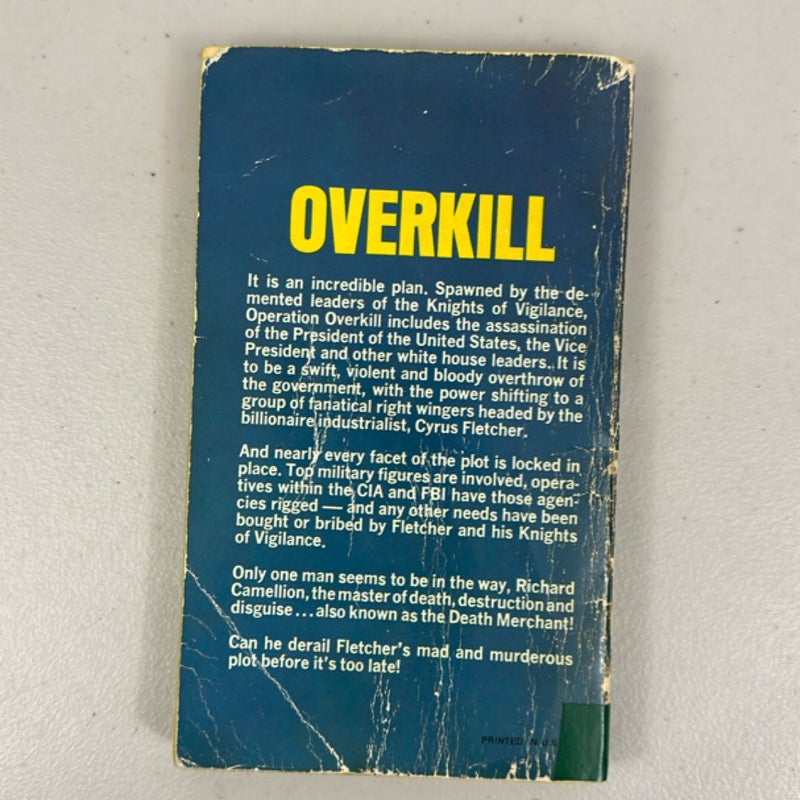 OVERKILL
It is an incredible plan. Spawned by the de-
mented leaders of the Knights of Vigilance,
Operation Overkill includes the assassination
of the President of the United States, the Vice
President and other white house leaders. It is
to be a swift, violent and bloody overthrow of
the government, with the power shifting to a
group of fanatical right wingers headed by the
billionaire industrialist, Cyrus Fletcher.
And nearly every facet of the plot is locked in
place. Top military figures are involved, opera-
tives within the CIA and FBI have those agen-
cies rigged — and any other needs have been
bought or bribed by Fletcher and his Knights
of Vigilance.
Only one man seems to be in the way, Richard
Camellion, the master of death, destruction and
disguise...also known as the Death Merchant!
Can he derail Fletcher's mad and murderous
plot before it's too late!
PRINTED IN U.S